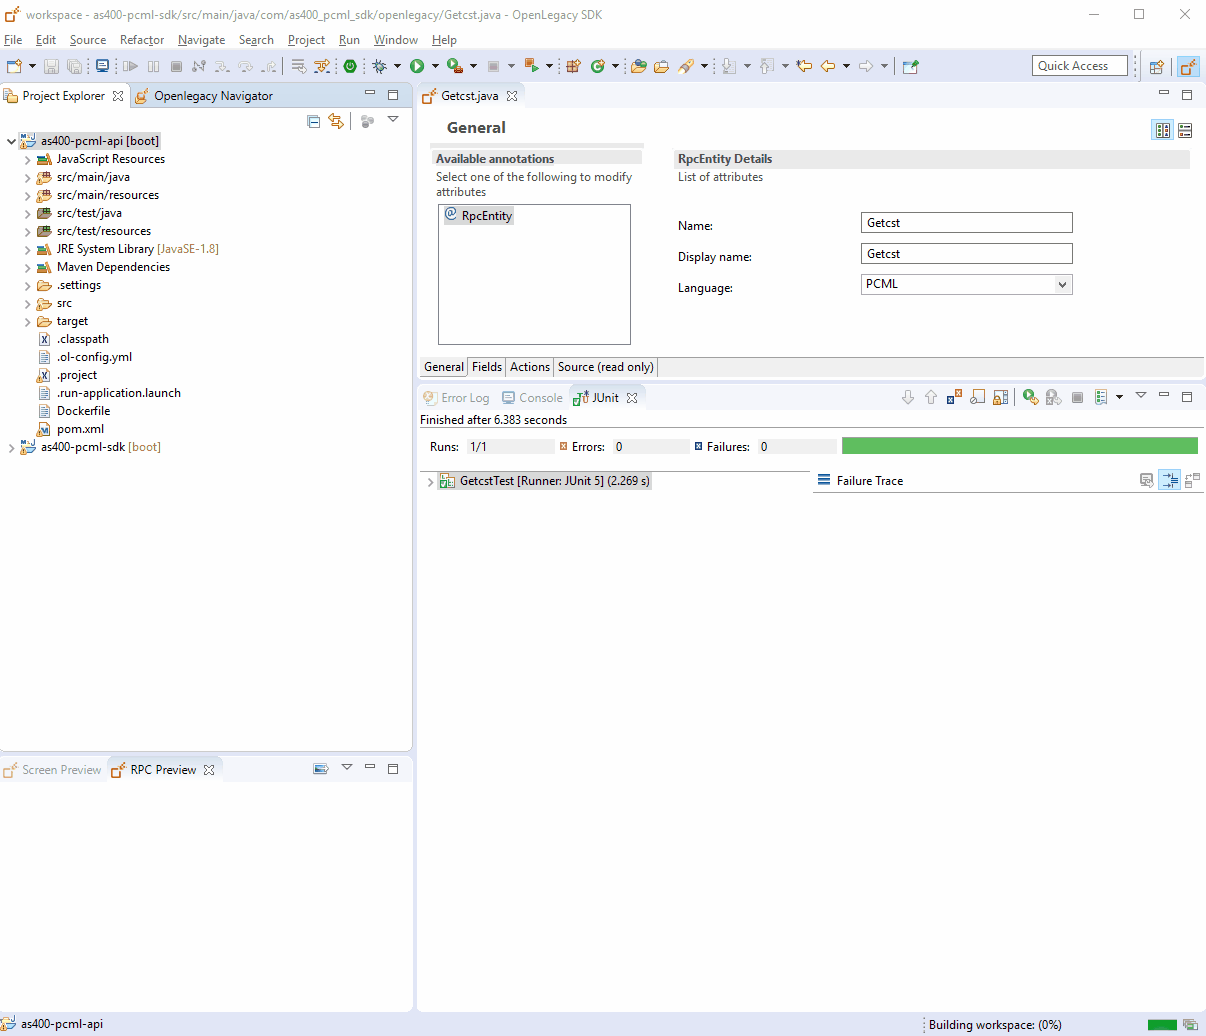 workspace - as400-pcml-sdk/src/main/java/com/as400_pcml_sdk/openlegacy/Getcst.java - OpenLegacy SDK
File Edit Source Refactor Navigate Search Project Run Window Help
Quick Access
Project Explorer
Openlegacy Navigator
as400-pcml-api [boot]
JavaScript Resources
src/main/java
src/main/resources
src/test/java
src/test/resources
JRE System Library [JavaSE-1.8]
Maven Dependencies
.settings
src
target
.classpath
.ol-config.yml
.project
.run-application.launch
Dockerfile
pom.xml
as400-pcml-sdk [boot]
Screen Preview
RPC Preview
Getcst.java
General
Available annotations
Select one of the following to modify
attributes
@ RpcEntity
RpcEntity Details
List of attributes
Name: Getcst
Display name: Getcst
Language: PCML
General Fields Actions Source (read only)
Error Log Console JUnit
Finished after 6.383 seconds
Runs: 1/1 Errors: 0 Failures: 0
GetcstTest [Runner: JUnit 5] (2.269 s)
Failure Trace
as400-pcml-api
Building workspace: (0%)